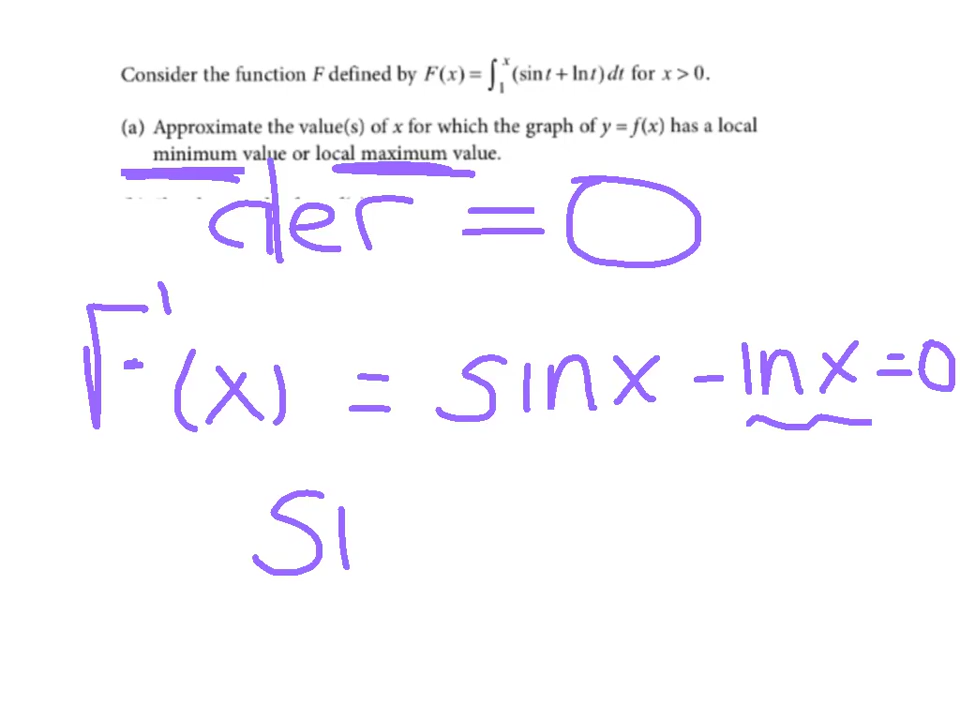 Consider the function F defined by F(x) = ∫₁ˣ (sin t + ln t) dt for x > 0.
(a) Approximate the value(s) of x for which the graph of y = f(x) has a local
minimum value or local maximum value.
der = 0
F'(x) = sin x - ln x = 0
SI